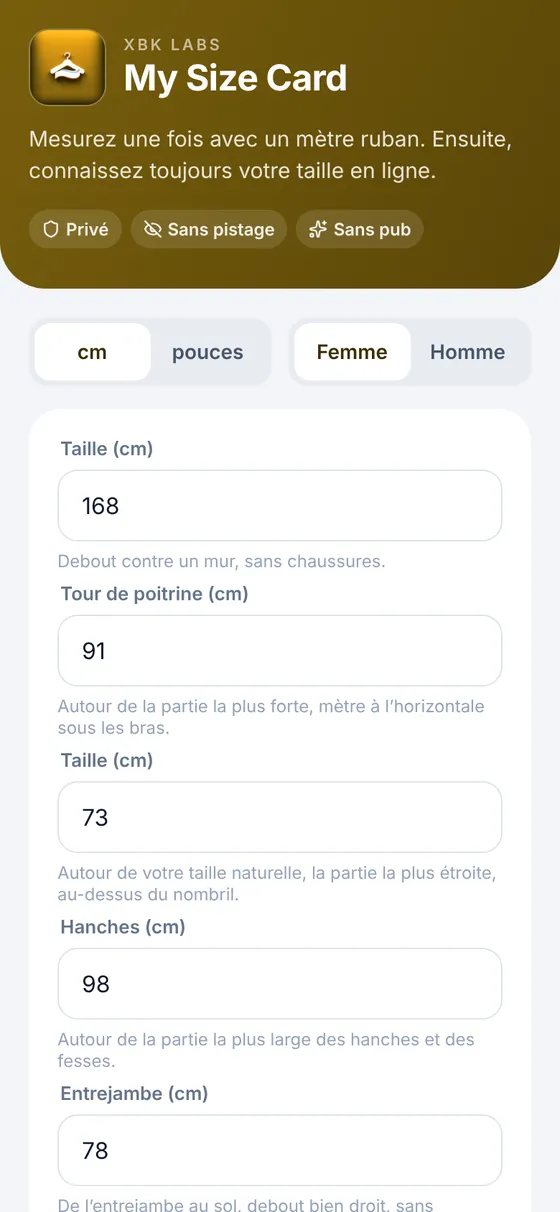 XBK LABS
My Size Card
Mesurez une fois avec un mètre ruban. Ensuite,
connaissez toujours votre taille en ligne.
Privé
Sans pistage
Sans pub
cm
pouces
Femme
Homme
Taille (cm)
168
Debout contre un mur, sans chaussures.
Tour de poitrine (cm)
91
Autour de la partie la plus forte, mètre à l’horizontale
sous les bras.
Taille (cm)
73
Autour de votre taille naturelle, la partie la plus étroite,
au-dessus du nombril.
Hanches (cm)
98
Autour de la partie la plus large des hanches et des
fesses.
Entrejambe (cm)
78
De l’entrejambe au sol, debout bien droit, sans